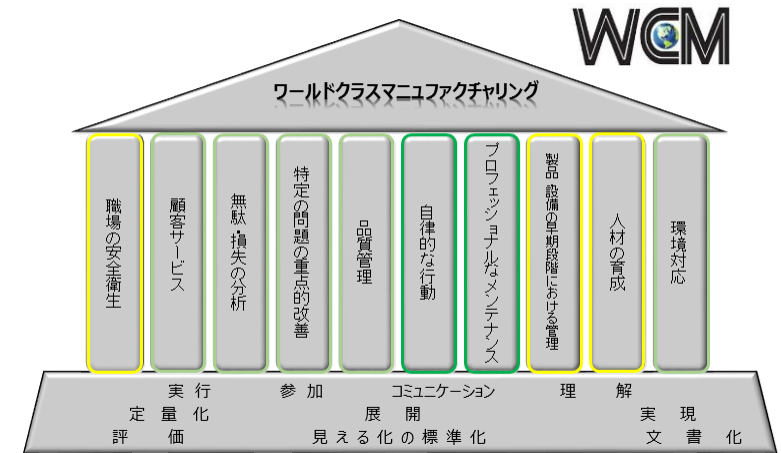 WCM
ワールドクラスマニュファクチャリング
職場の安全衛生
顧客サービス
無駄・損失の分析
特定の問題の重点的改善
品質管理
自律的な行動
プロフェッショナルなメンテナンス
製品 設備の早期段階における管理
人材の育成
環境対応
実行 参加 コミュニケーション 理解
定量化 展開 実現
評価 見える化の標準化 文書化